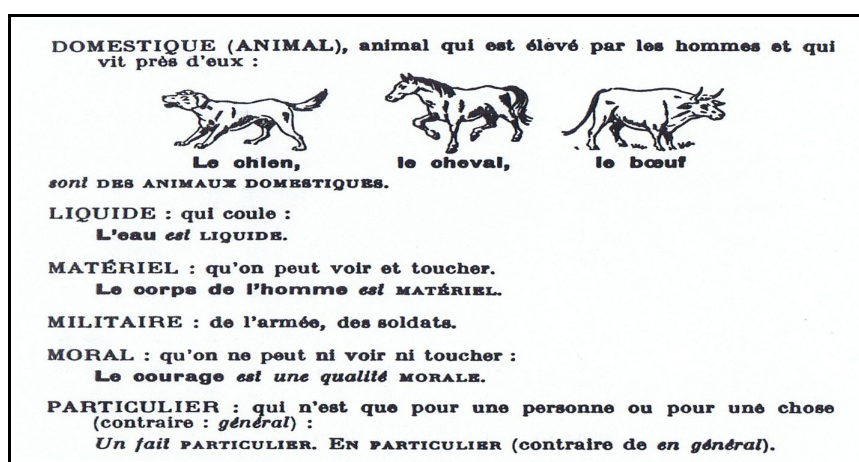 DOMESTIQUE (ANIMAL), animal qui est élevé par les hommes et qui
vit près d'eux :
Le chien, le cheval, le bœuf
sont DES ANIMAUX DOMESTIQUES.
LIQUIDE : qui coule :
L'eau est LIQUIDE.
MATÉRIEL : qu'on peut voir et toucher.
Le corps de l'homme est MATÉRIEL.
MILITAIRE : de l'armée, des soldats.
MORAL : qu'on ne peut ni voir ni toucher :
Le courage est une qualité MORALE.
PARTICULIER : qui n'est que pour une personne ou pour une chose
(contraire : général) :
Un fait PARTICULIER. EN PARTICULIER (contraire de en général).